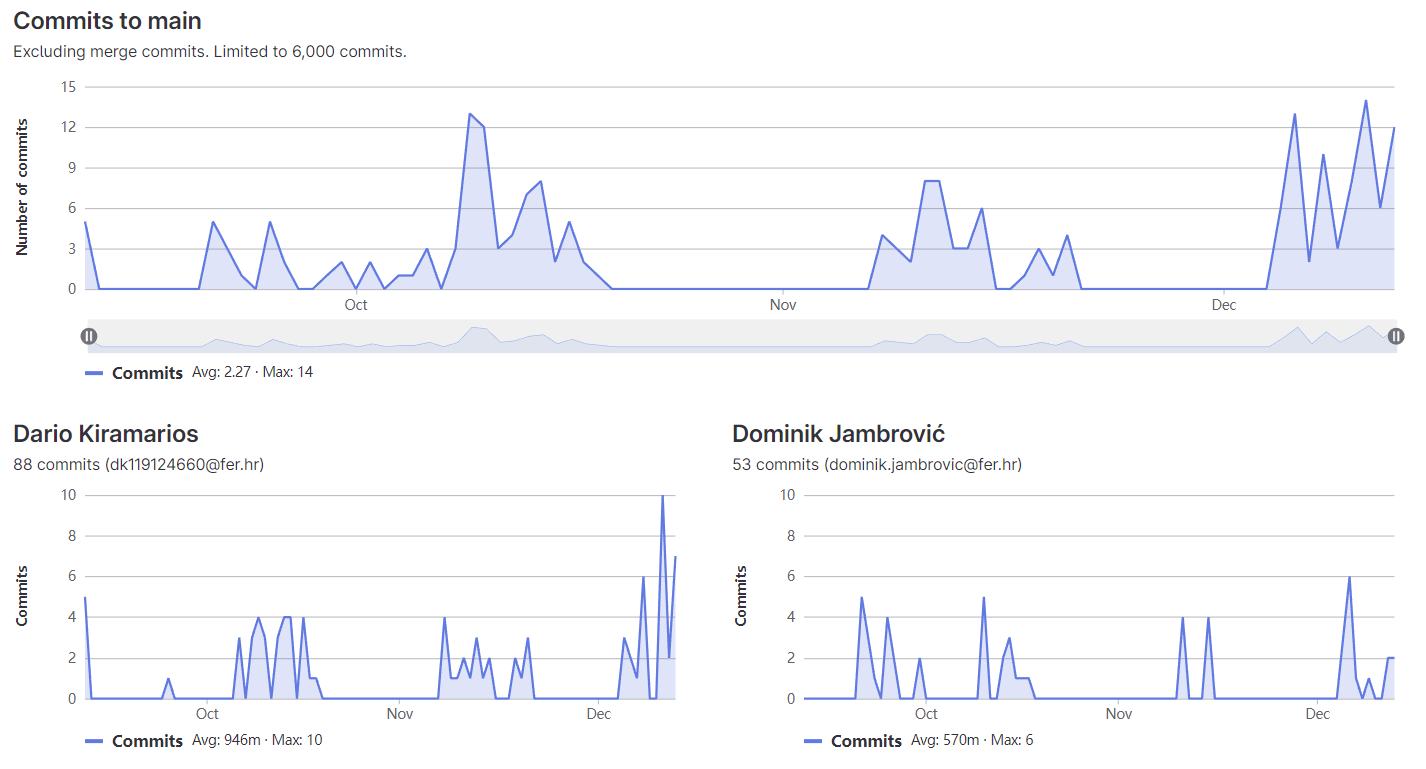 Commits to main
Excluding merge commits. Limited to 6,000 commits.
Number of commits
15
12
9
6
3
0
Oct
Nov
Dec
Commits Avg: 2.27 · Max: 14
Dario Kiramarios
88 commits (dk119124660@fer.hr)
Commits
10
8
6
4
2
0
Oct
Nov
Dec
Commits Avg: 946m · Max: 10
Dominik Jambrović
53 commits (dominik.jambrovic@fer.hr)
Commits
10
8
6
4
2
0
Oct
Nov
Dec
Commits Avg: 570m · Max: 6